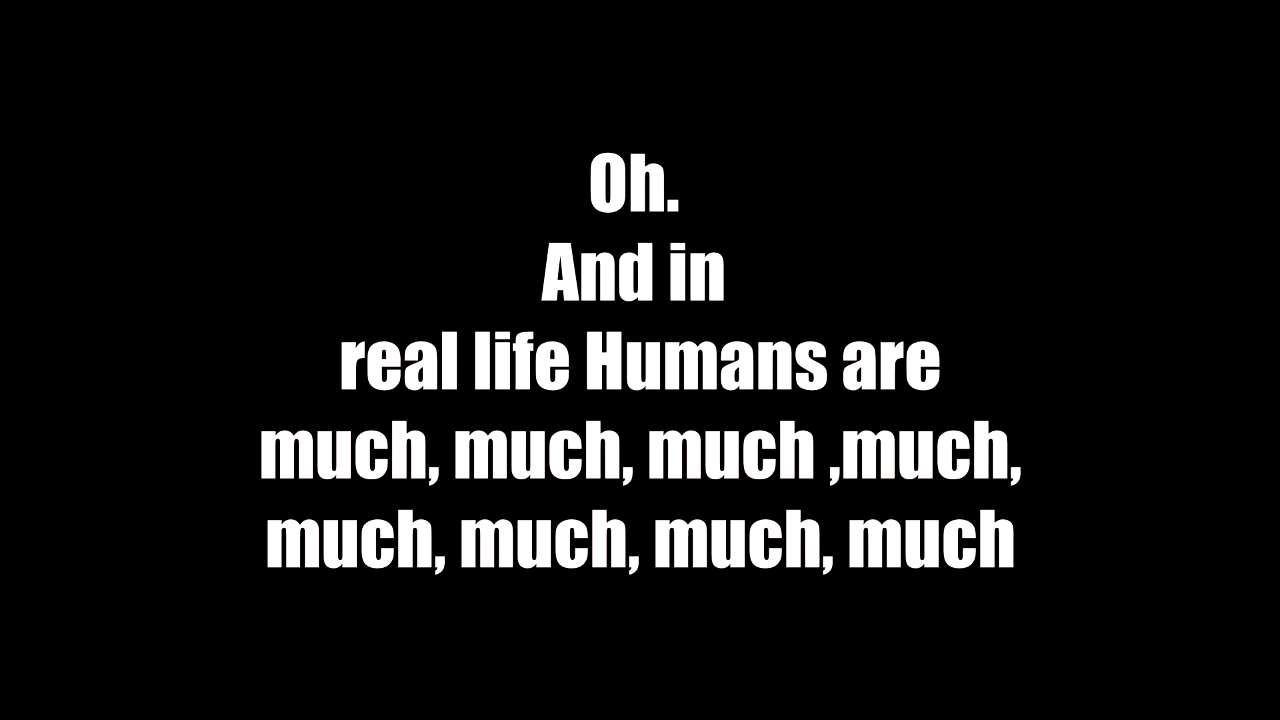 Oh.
And in
real life Humans are
much, much, much ,much,
much, much, much, much